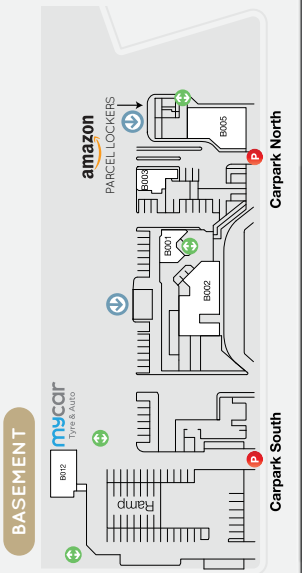 BASEMENT
mycar
Tyre & Auto
B012
Ramp
P
Carpark South
B002
B001
B003
amazon
PARCEL LOCKERS
B005
P
Carpark North